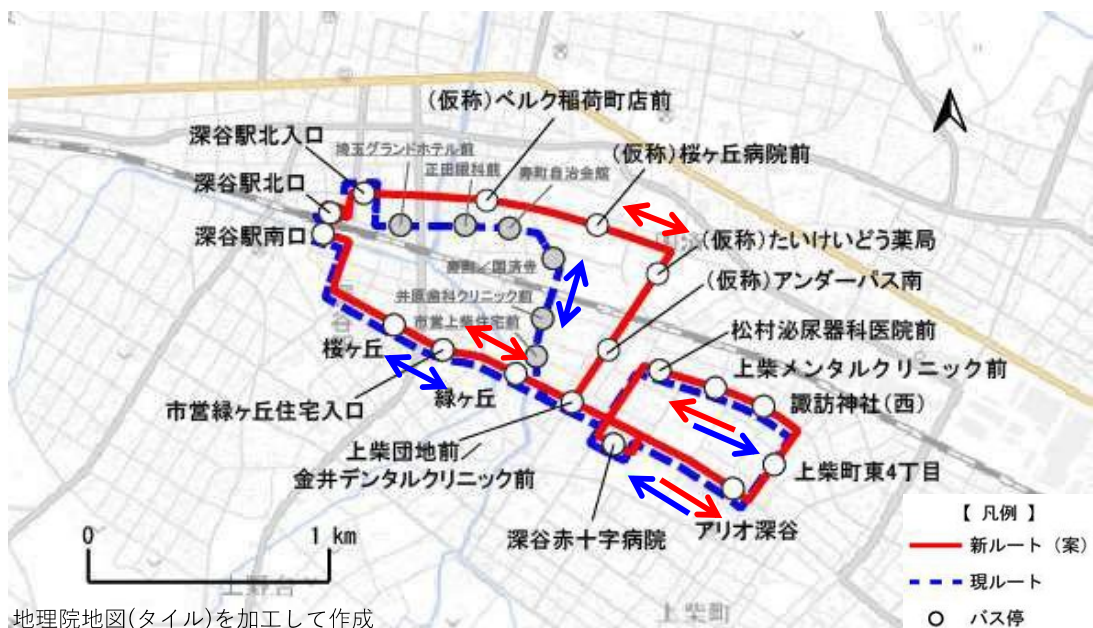 (仮称)ベルク稲荷町店前
深谷駅北入口
埼玉グランドホテル前
正田眼科前
寿町自治会館
(仮称)桜ヶ丘病院前
深谷駅北口
深谷駅南口
(仮称)たいけいどう薬局
(仮称)アンダーパス南
井原歯科クリニック前
市営上柴住宅前
松村泌尿器科医院前
桜ヶ丘
上柴メンタルクリニック前
市営緑ヶ丘住宅入口
緑ヶ丘
諏訪神社(西)
上柴団地前/
金井デンタルクリニック前
上柴町東4丁目
深谷赤十字病院
アリオ深谷
0
1 km
【 凡例 】
新ルート(案)
現ルート
バス停
上野台
上柴町
地理院地図(タイル)を加工して作成